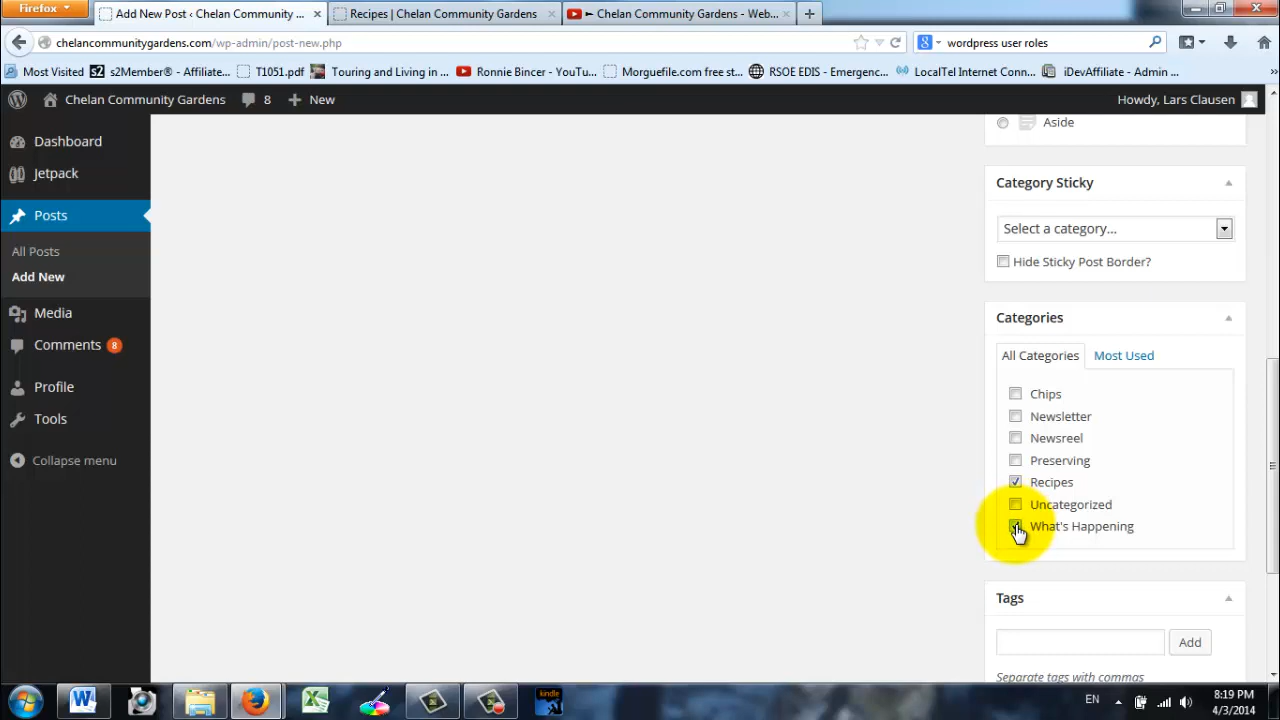 Firefox
Add New Post ‹ Chelan Community ... ×
Recipes | Chelan Community Gardens ×
Chelan Community Gardens - Web... ×
chelancommunitygardens.com/wp-admin/post-new.php
wordpress user roles
Most Visited
s2Member® - Affiliate...
T1051.pdf
Touring and Living in ...
Ronnie Bincer - YouTu...
Morguefile.com free st...
RSOE EDIS - Emergenc...
LocalTel Internet Conn...
iDevAffiliate - Admin ...
Chelan Community Gardens
8
New
Howdy, Lars Clausen
Dashboard
Jetpack
Posts
All Posts
Add New
Media
Comments 8
Profile
Tools
Collapse menu
Aside
Category Sticky
Select a category...
Hide Sticky Post Border?
Categories
All Categories
Most Used
Chips
Newsletter
Newsreel
Preserving
Recipes
Uncategorized
What's Happening
Tags
Add
Separate tags with commas
kindle
EN
8:19 PM
4/3/2014